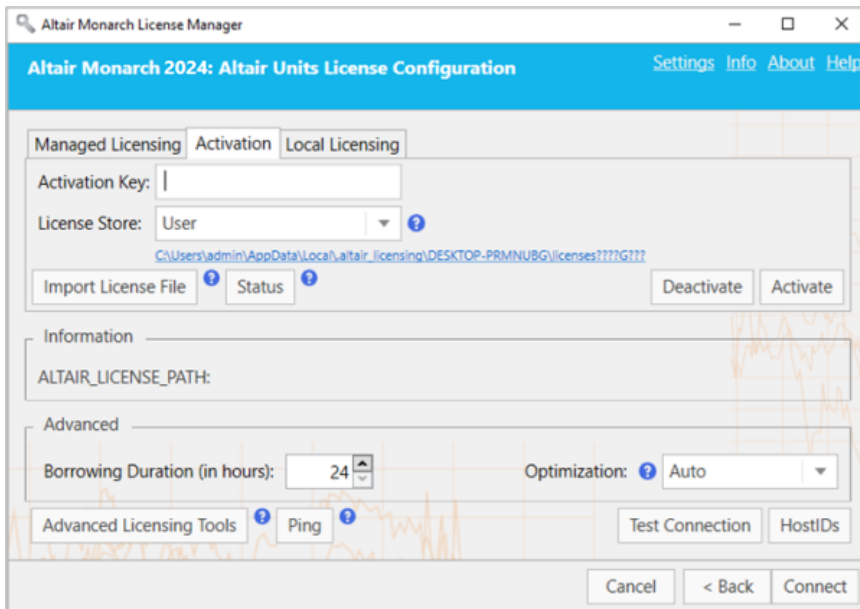 Altair Monarch License Manager
Altair Monarch 2024: Altair Units License Configuration Settings Info About Help
Managed Licensing Activation Local Licensing
Activation Key:
License Store: User
C:\Users\admin\AppData\Local\.altair_licensing\DESKTOP-PRMNUBG\licenses????G???
Import License File ? Status ? Deactivate Activate
Information
ALTAIR_LICENSE_PATH:
Advanced
Borrowing Duration (in hours): 24 Optimization: ? Auto
Advanced Licensing Tools ? Ping ? Test Connection HostIDs
Cancel < Back Connect